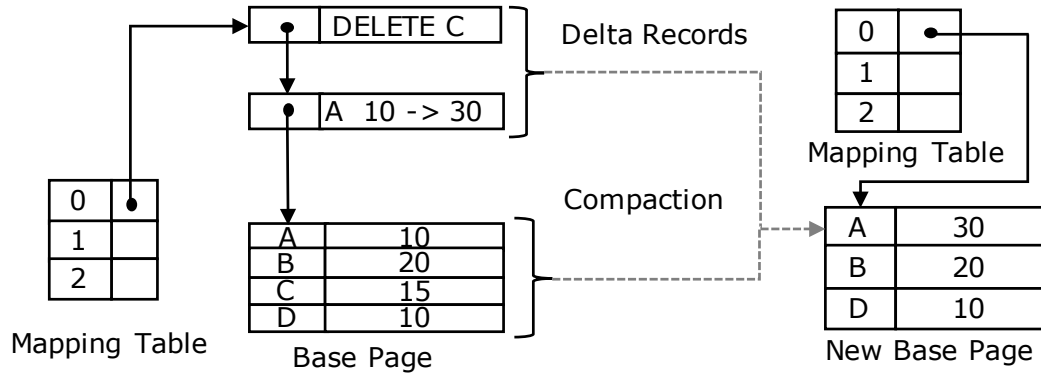 DELETE C
Delta Records
A 10 -> 30
0
1
2
Mapping Table
Compaction
0
1
2
Mapping Table
A 10
B 20
C 15
D 10
Base Page
A 30
B 20
D 10
New Base Page